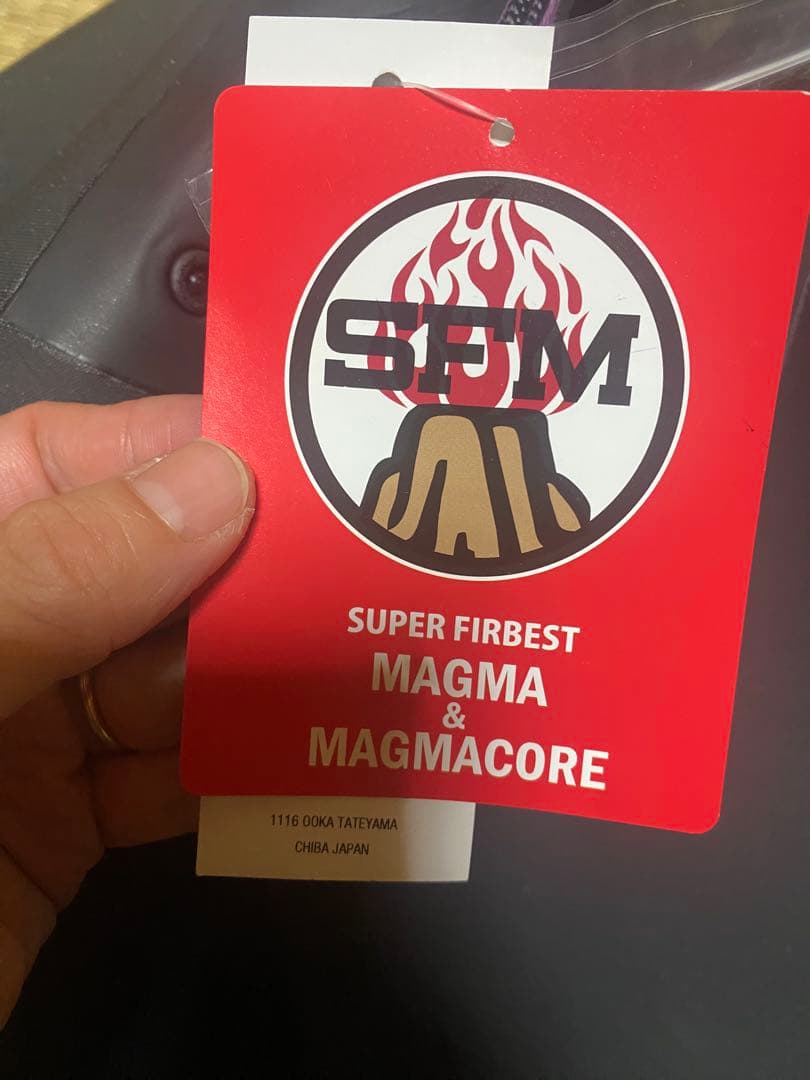 SFM
SUPER FIRBEST
MAGMA
&
MAGMACORE
1116 OOKA TATEYAMA
CHIBA JAPAN